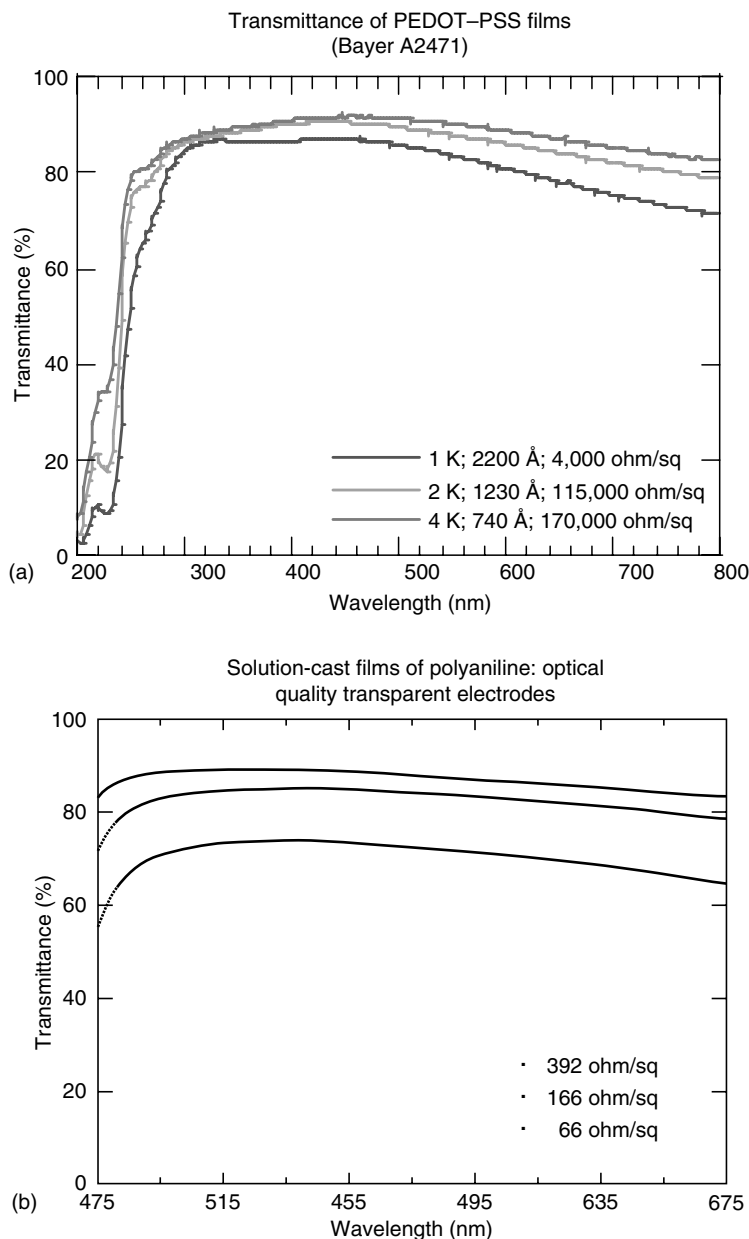 Transmittance of PEDOT–PSS films
(Bayer A2471)
100
80
60
40
20
0
Transmittance (%)
1 K; 2200 Å; 4,000 ohm/sq
2 K; 1230 Å; 115,000 ohm/sq
4 K; 740 Å; 170,000 ohm/sq
200 300 400 500 600 700 800
(a)
Wavelength (nm)
Solution-cast films of polyaniline: optical
quality transparent electrodes
100
80
60
40
20
0
Transmittance (%)
392 ohm/sq
166 ohm/sq
66 ohm/sq
475 515 455 495 635 675
(b)
Wavelength (nm)